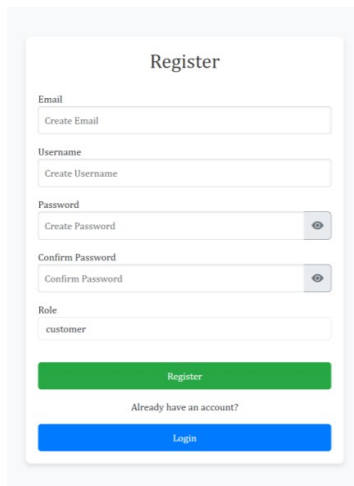 Register
Email
Create Email
Username
Create Username
Password
Create Password
Confirm Password
Confirm Password
Role
customer
Register
Already have an account?
Login